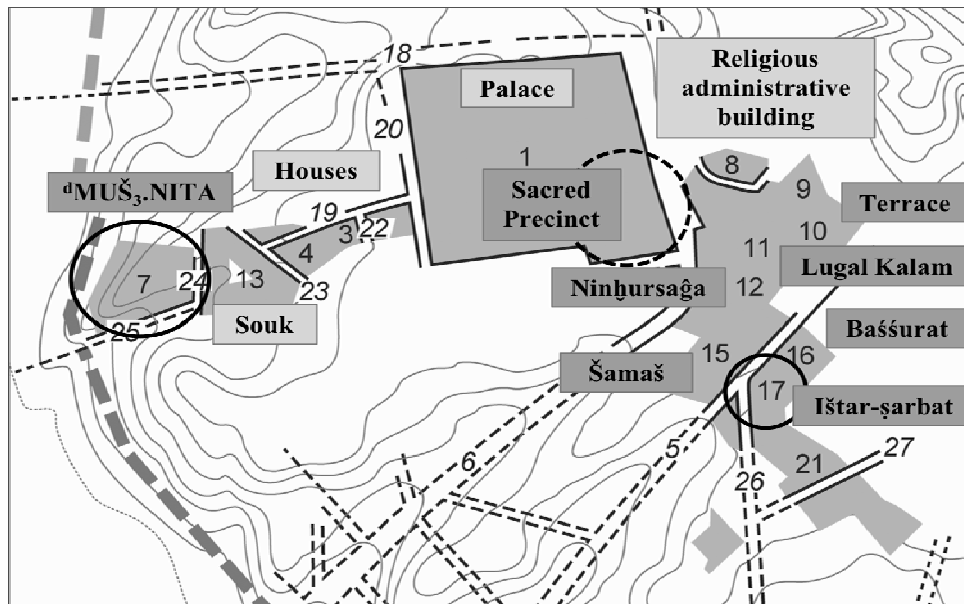 18
Palace
Religious
administrative
building
20
1
8
Houses
ᵈMUŠ₃.NITA
Sacred
Precinct
9
Terrace
19
22
3
4
11
10
Lugal Kalam
7
24
13
23
Ninḫursaĝa
12
25
Souk
Baśśurat
15
16
Šamaš
17
Ištar-ṣarbat
6
5
27
21
26